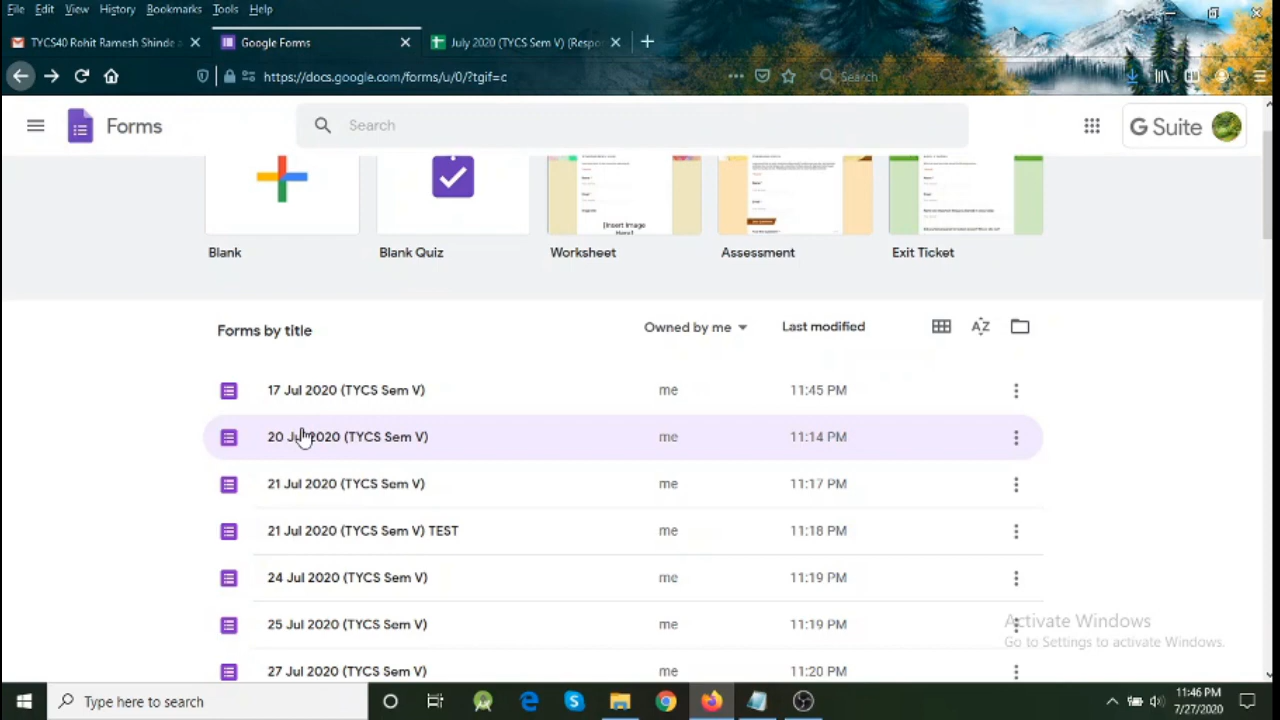 File Edit View History Bookmarks Tools Help
TYCS40 Rohit Ramesh Shinde
Google Forms
July 2020 (TYCS Sem V) (Respo
https://docs.google.com/forms/u/0/?tgif=c
Search
Forms
Search
G Suite
[Insert Image Here]
Blank
Blank Quiz
Worksheet
Assessment
Exit Ticket
Forms by title Owned by me Last modified
17 Jul 2020 (TYCS Sem V) me 11:45 PM
20 Jul 2020 (TYCS Sem V) me 11:14 PM
21 Jul 2020 (TYCS Sem V) me 11:17 PM
21 Jul 2020 (TYCS Sem V) TEST me 11:18 PM
24 Jul 2020 (TYCS Sem V) me 11:19 PM
25 Jul 2020 (TYCS Sem V) me 11:19 PM
27 Jul 2020 (TYCS Sem V) me 11:20 PM
Activate Windows
Go to Settings to activate Windows.
Type here to search
11:46 PM
7/27/2020